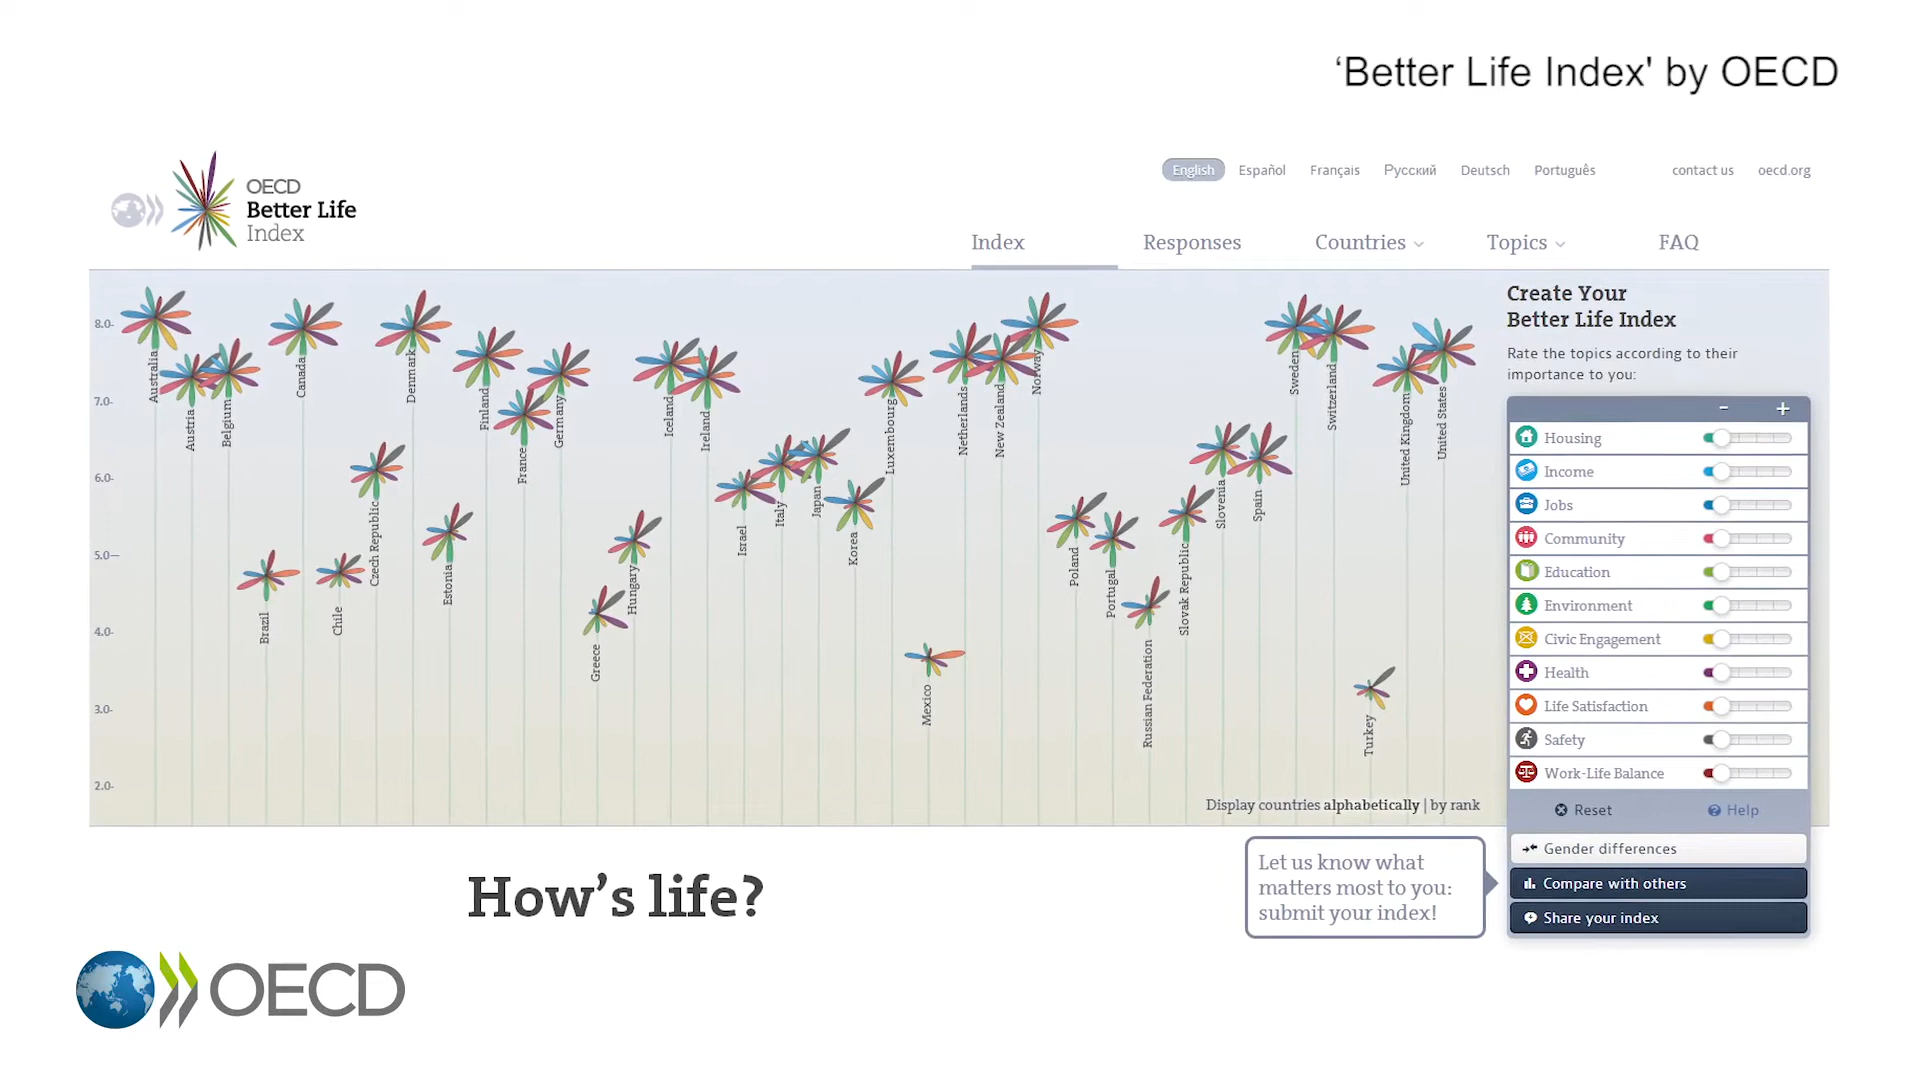 ‘Better Life Index' by OECD
English Español Français Русский Deutsch Português contact us oecd.org
OECD
Better Life
Index
Index Responses Countries Topics FAQ
8.0-
7.0-
6.0-
5.0-
4.0-
3.0-
2.0-
Australia
Austria
Belgium
Brazil
Canada
Chile
Czech Republic
Denmark
Estonia
Finland
France
Germany
Greece
Hungary
Iceland
Ireland
Israel
Italy
Japan
Korea
Luxembourg
Mexico
Netherlands
New Zealand
Norway
Poland
Portugal
Russian Federation
Slovak Republic
Slovenia
Spain
Sweden
Switzerland
Turkey
United Kingdom
United States
Display countries alphabetically | by rank
Create Your
Better Life Index
Rate the topics according to their
importance to you:
- +
Housing
Income
Jobs
Community
Education
Environment
Civic Engagement
Health
Life Satisfaction
Safety
Work-Life Balance
Reset Help
Gender differences
Compare with others
Share your index
Let us know what
matters most to you:
submit your index!
How’s life?
OECD